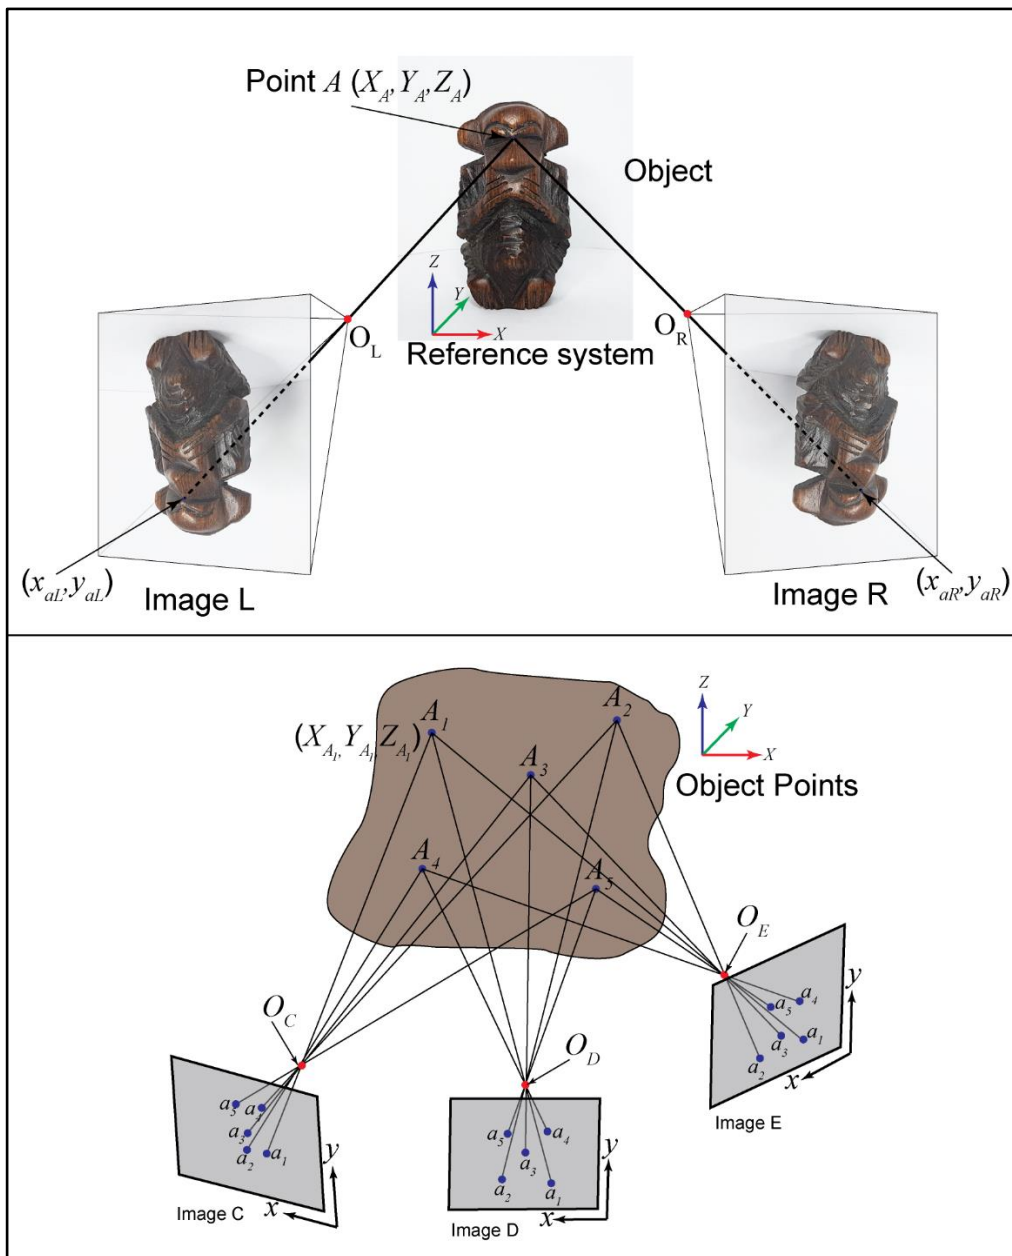 Point A (X_A, Y_A, Z_A)
Object
Z
Y
X
O_L
Reference system
O_R
(x_aL, y_aL)
Image L
Image R
(x_aR, y_aR)
(X_A1, Y_A1, Z_A1)
A_1
A_2
A_3
A_4
A_5
Z
Y
X
Object Points
O_C
O_D
O_E
a_5
a_4
a_3
a_2
a_1
y
x
Image C
a_5
a_4
a_3
a_2
a_1
y
x
Image D
a_4
a_5
a_3
a_1
a_2
y
x
Image E